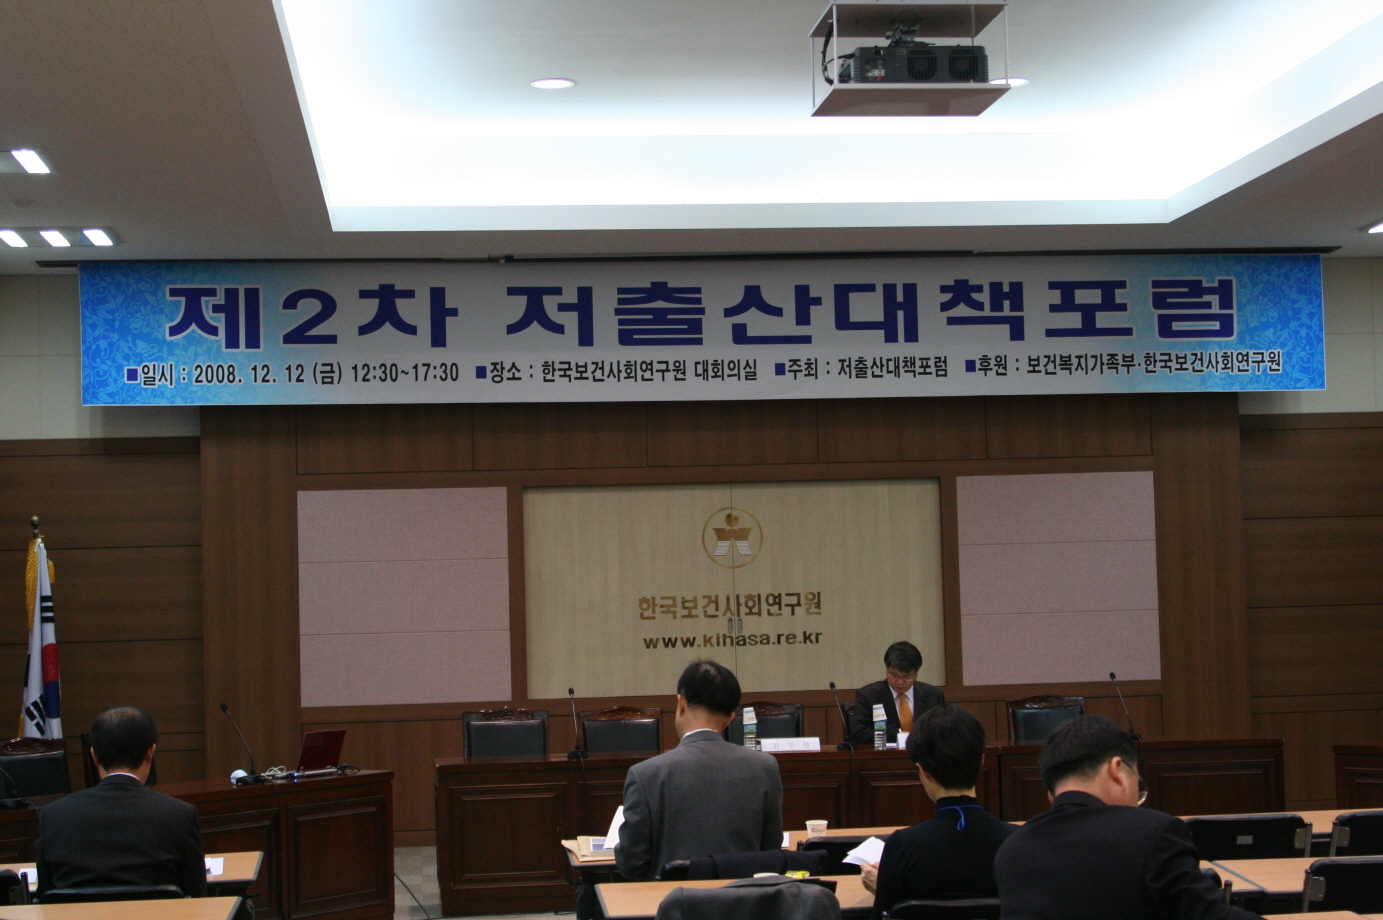 제2차 저출산대책포럼
■일시 : 2008. 12. 12 (금) 12:30~17:30 ■장소 : 한국보건사회연구원 대회의실 ■주최 : 저출산대책포럼 ■후원 : 보건복지가족부·한국보건사회연구원
한국보건사회연구원
www.kihasa.re.kr